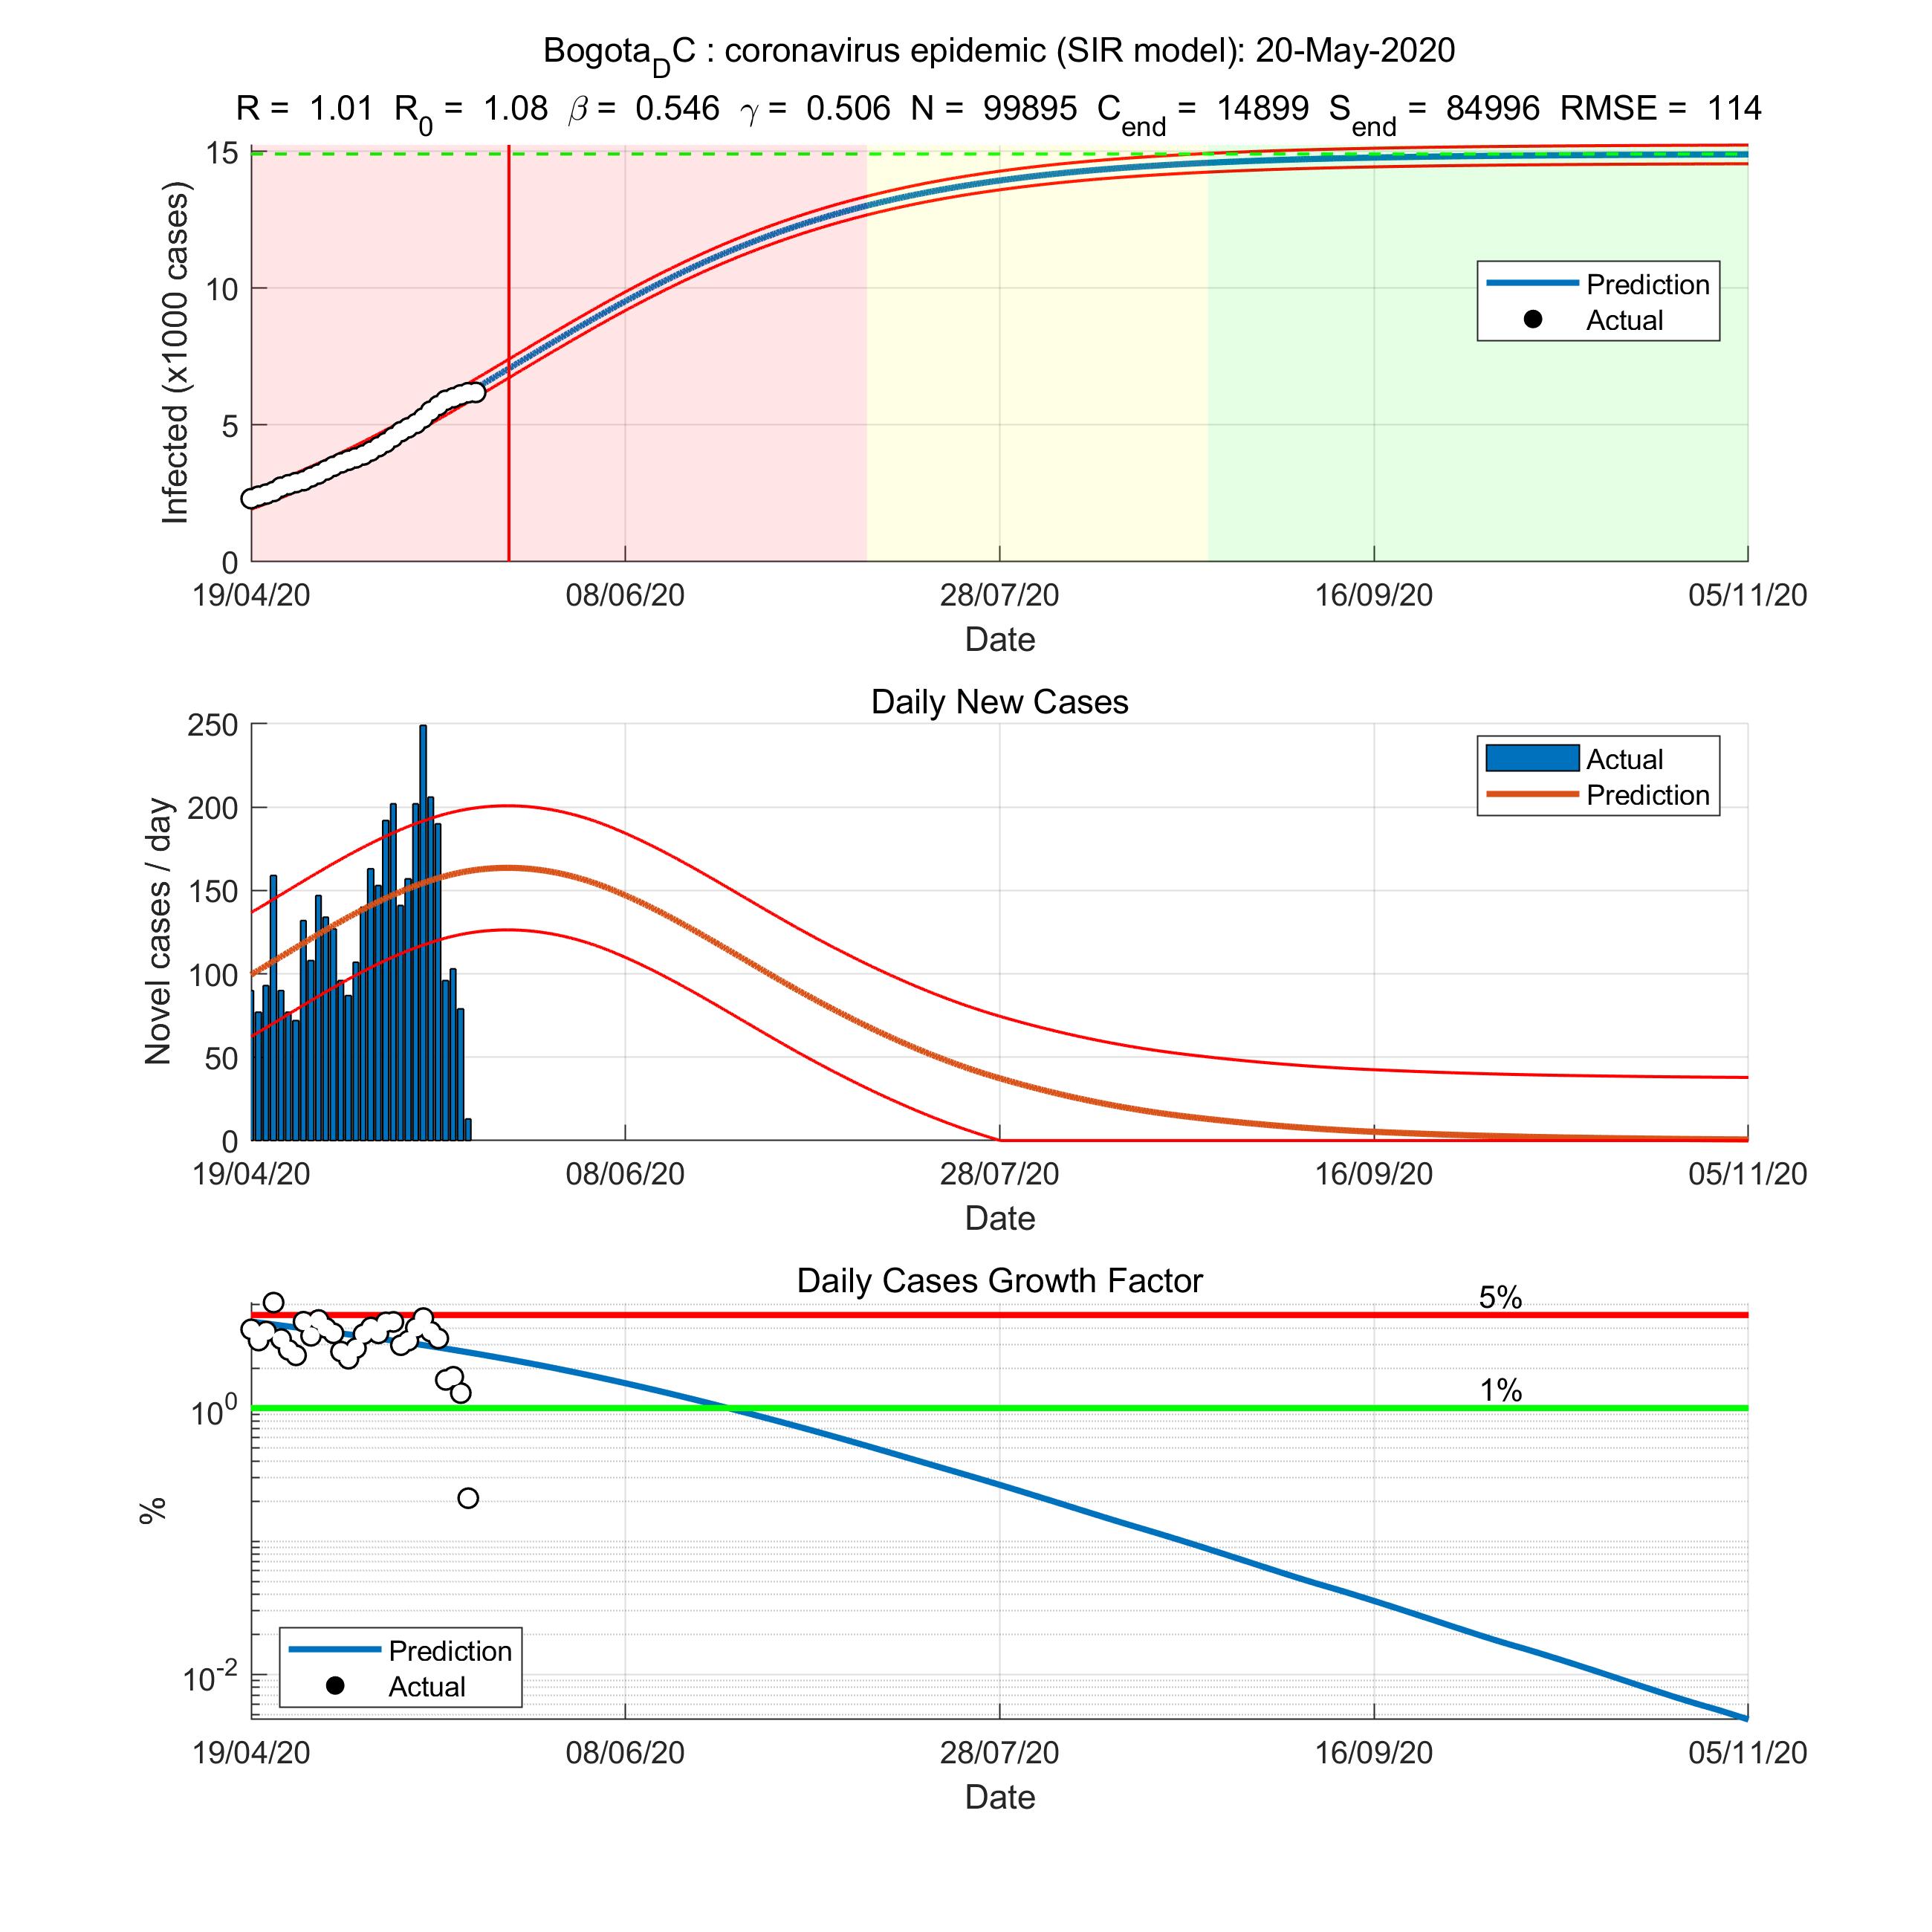 Bogota_DC : coronavirus epidemic (SIR model): 20-May-2020
R = 1.01 R_0 = 1.08 β = 0.546 γ = 0.506 N = 99895 C_end = 14899 S_end = 84996 RMSE = 114
15
10
5
0
Infected (x1000 cases)
Prediction
Actual
19/04/20 08/06/20 28/07/20 16/09/20 05/11/20
Date
Daily New Cases
250
200
150
100
50
0
Novel cases / day
Actual
Prediction
19/04/20 08/06/20 28/07/20 16/09/20 05/11/20
Date
Daily Cases Growth Factor
5%
1%
10^0
10^-2
%
Prediction
Actual
19/04/20 08/06/20 28/07/20 16/09/20 05/11/20
Date